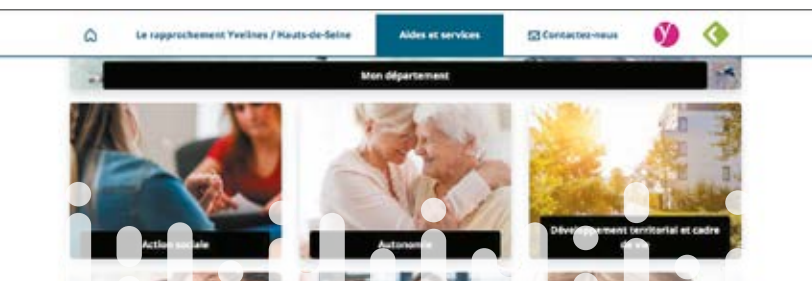 Le rapprochement Yvelines / Hauts-de-Seine
Aides et services
Contactez-nous
Mon département
Action sociale
Autonomie
Développement territorial et cadre
de vie